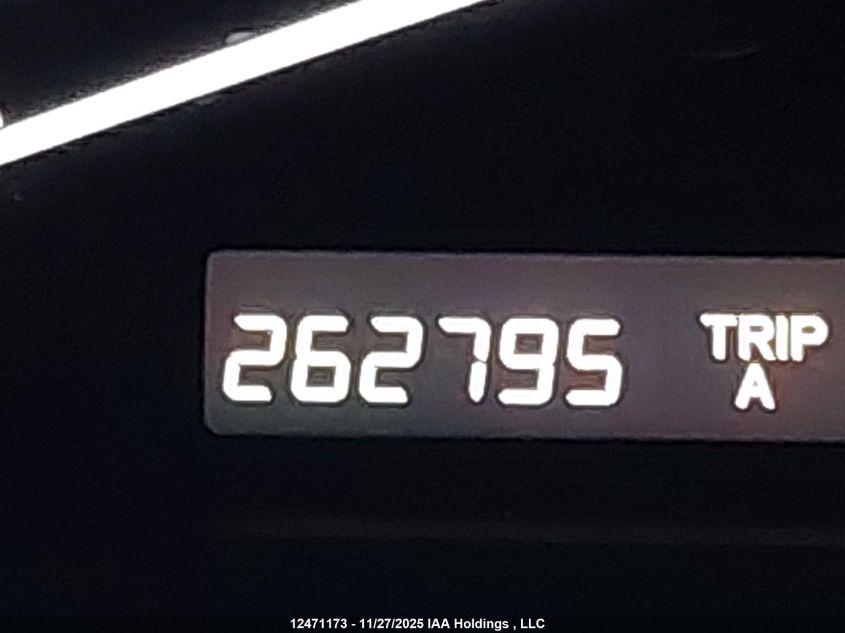 262795 TRIP
A
12471173 - 11/27/2025 IAA Holdings , LLC